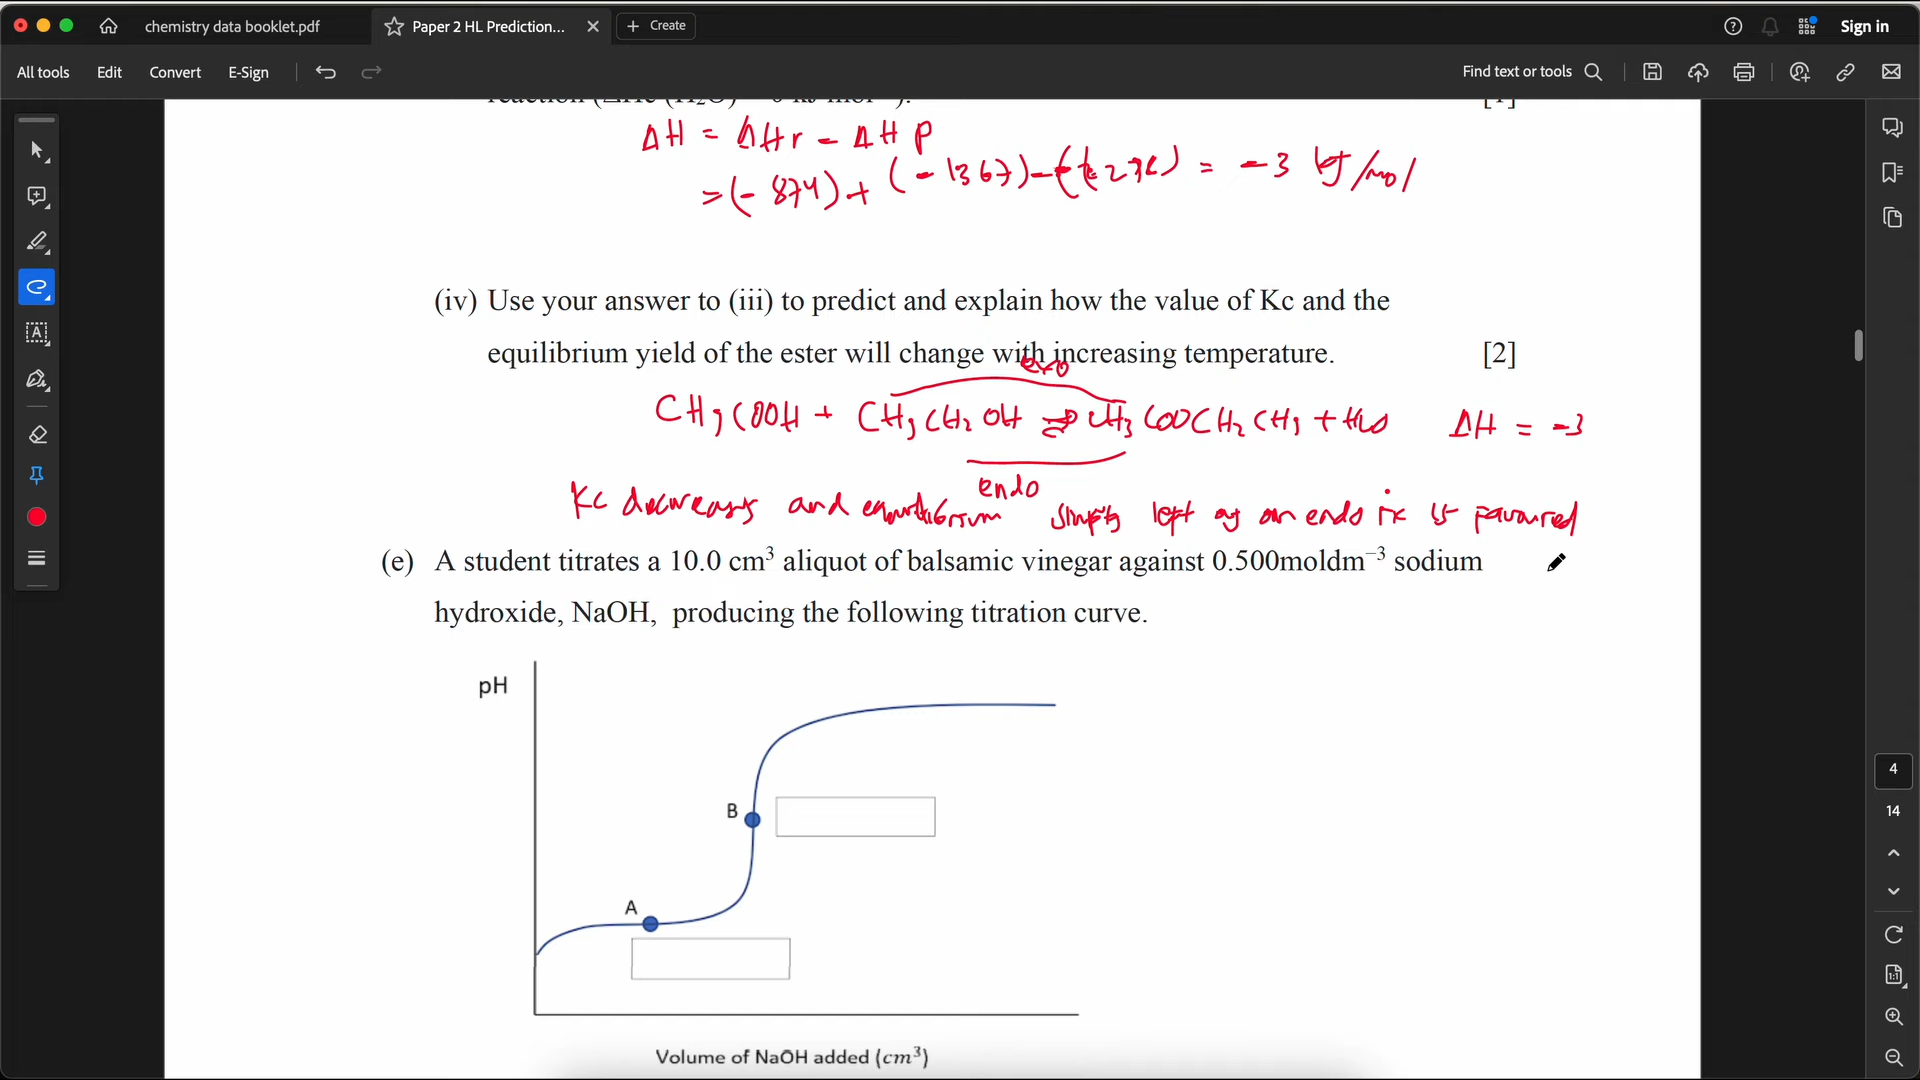 chemistry data booklet.pdf
Paper 2 HL Prediction...
Create
Sign in
All tools
Edit
Convert
E-Sign
Find text or tools
[1]
ΔH = ΔHr - ΔH p
= (- 874) + (- 1367) - (- 2238) = - 3 kJ/mol
(iv) Use your answer to (iii) to predict and explain how the value of Kc and the
equilibrium yield of the ester will change with increasing temperature. [2]
exo
CH₃COOH + CH₃CH₂OH ⇌ CH₃COOCH₂CH₃ + H₂O ΔH = -3
endo
Kc decreases and equilibrium shifts left as an endo rx is favoured
(e) A student titrates a 10.0 cm³ aliquot of balsamic vinegar against 0.500moldm⁻³ sodium
hydroxide, NaOH, producing the following titration curve.
pH
B
A
Volume of NaOH added (cm³)
4
14